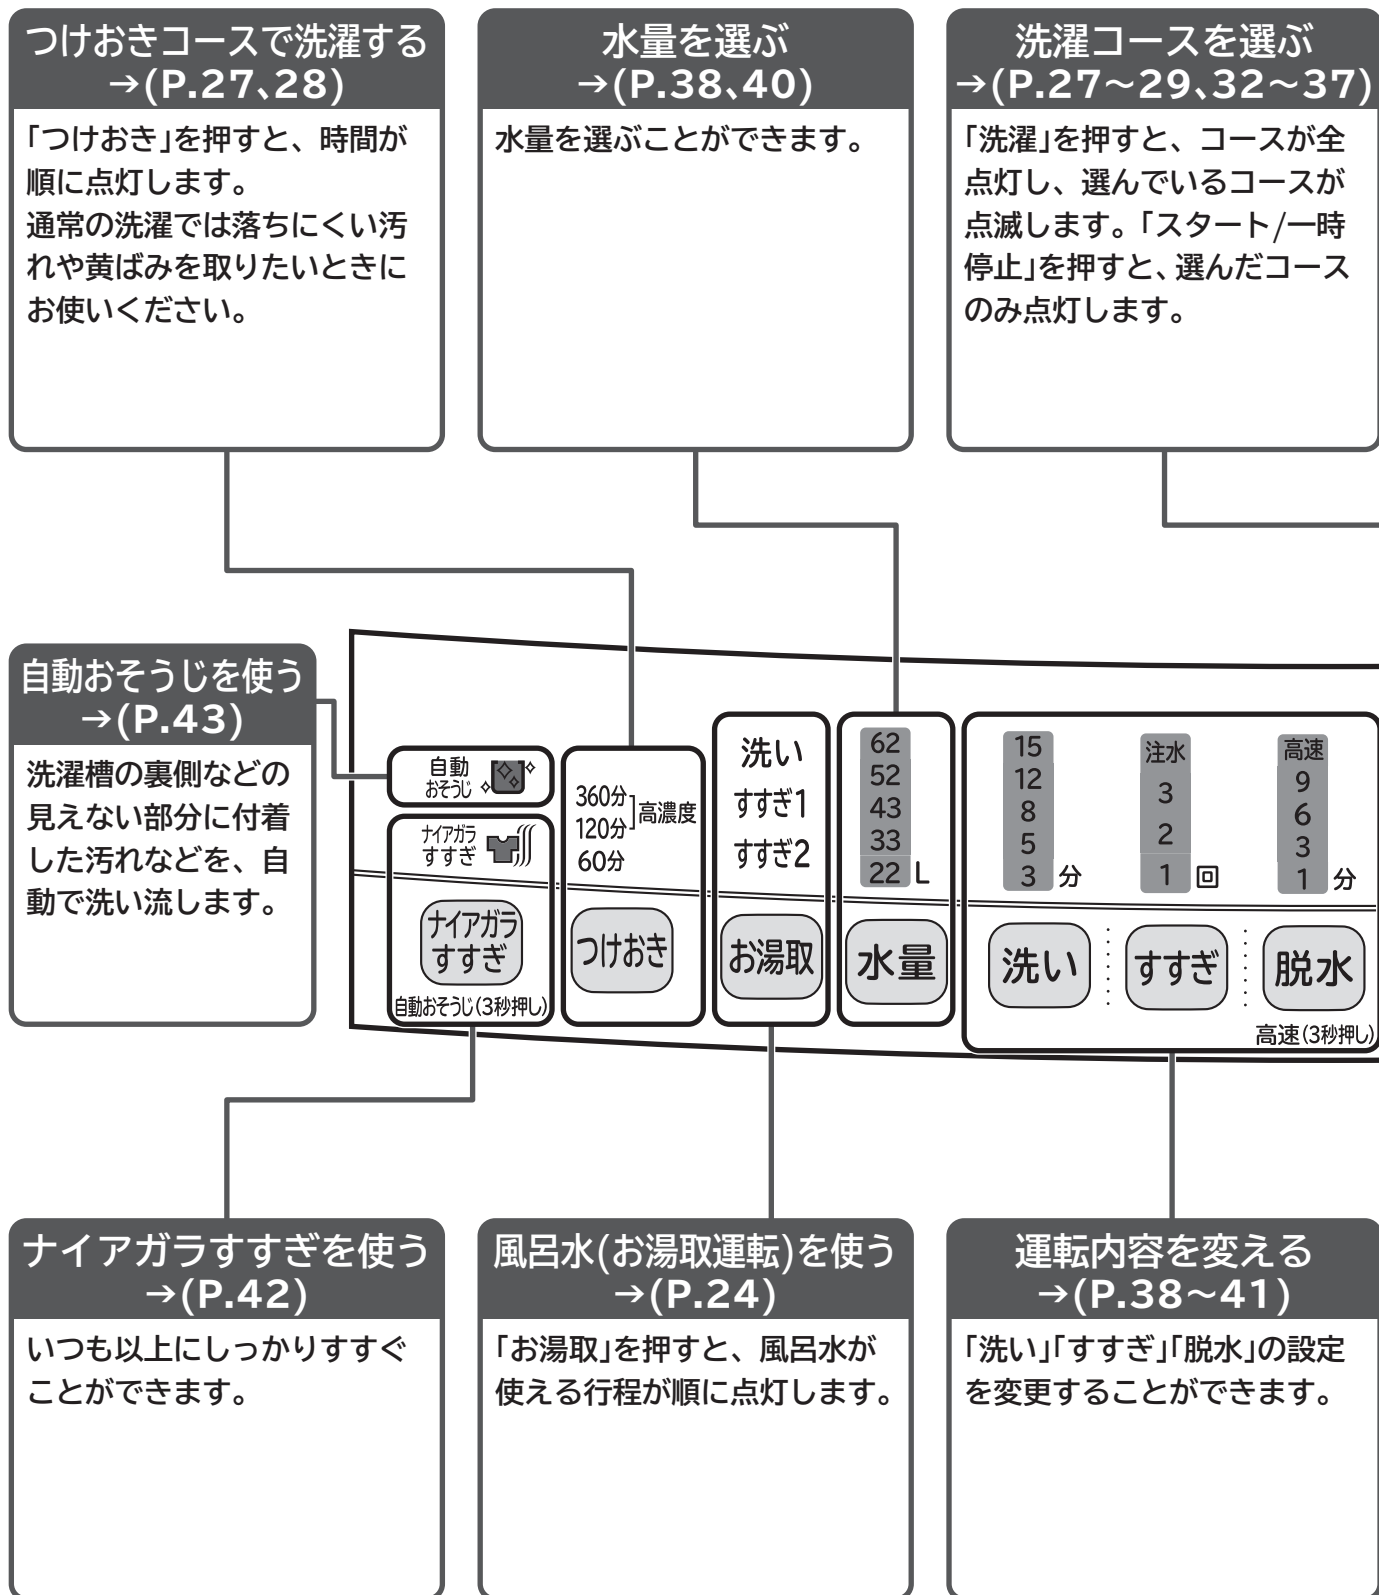 つけおきコースで洗濯する
→(P.27、28)
「つけおき」を押すと、時間が
順に点灯します。
通常の洗濯では落ちにくい汚
れや黄ばみを取りたいときに
お使いください。
水量を選ぶ
→(P.38、40)
水量を選ぶことができます。
洗濯コースを選ぶ
→(P.27～29、32～37)
「洗濯」を押すと、コースが全
点灯し、選んでいるコースが
点滅します。「スタート/一時
停止」を押すと、選んだコース
のみ点灯します。
自動おそうじを使う
→(P.43)
洗濯槽の裏側などの
見えない部分に付着
した汚れなどを、自
動で洗い流します。
自動
おそうじ
ナイアガラ
すすぎ
ナイアガラ
すすぎ
自動おそうじ(3秒押し)
360分
120分
高濃度
60分
つけおき
洗い
すすぎ1
すすぎ2
お湯取
62
52
43
33
22 L
水量
15
12
8
5
3 分
洗い
注水
3
2
1 回
すすぎ
高速
9
6
3
1 分
脱水
高速(3秒押し)
ナイアガラすすぎを使う
→(P.42)
いつも以上にしっかりすすぐ
ことができます。
風呂水(お湯取運転)を使う
→(P.24)
「お湯取」を押すと、風呂水が
使える行程が順に点灯します。
運転内容を変える
→(P.38～41)
「洗い」「すすぎ」「脱水」の設定
を変更することができます。